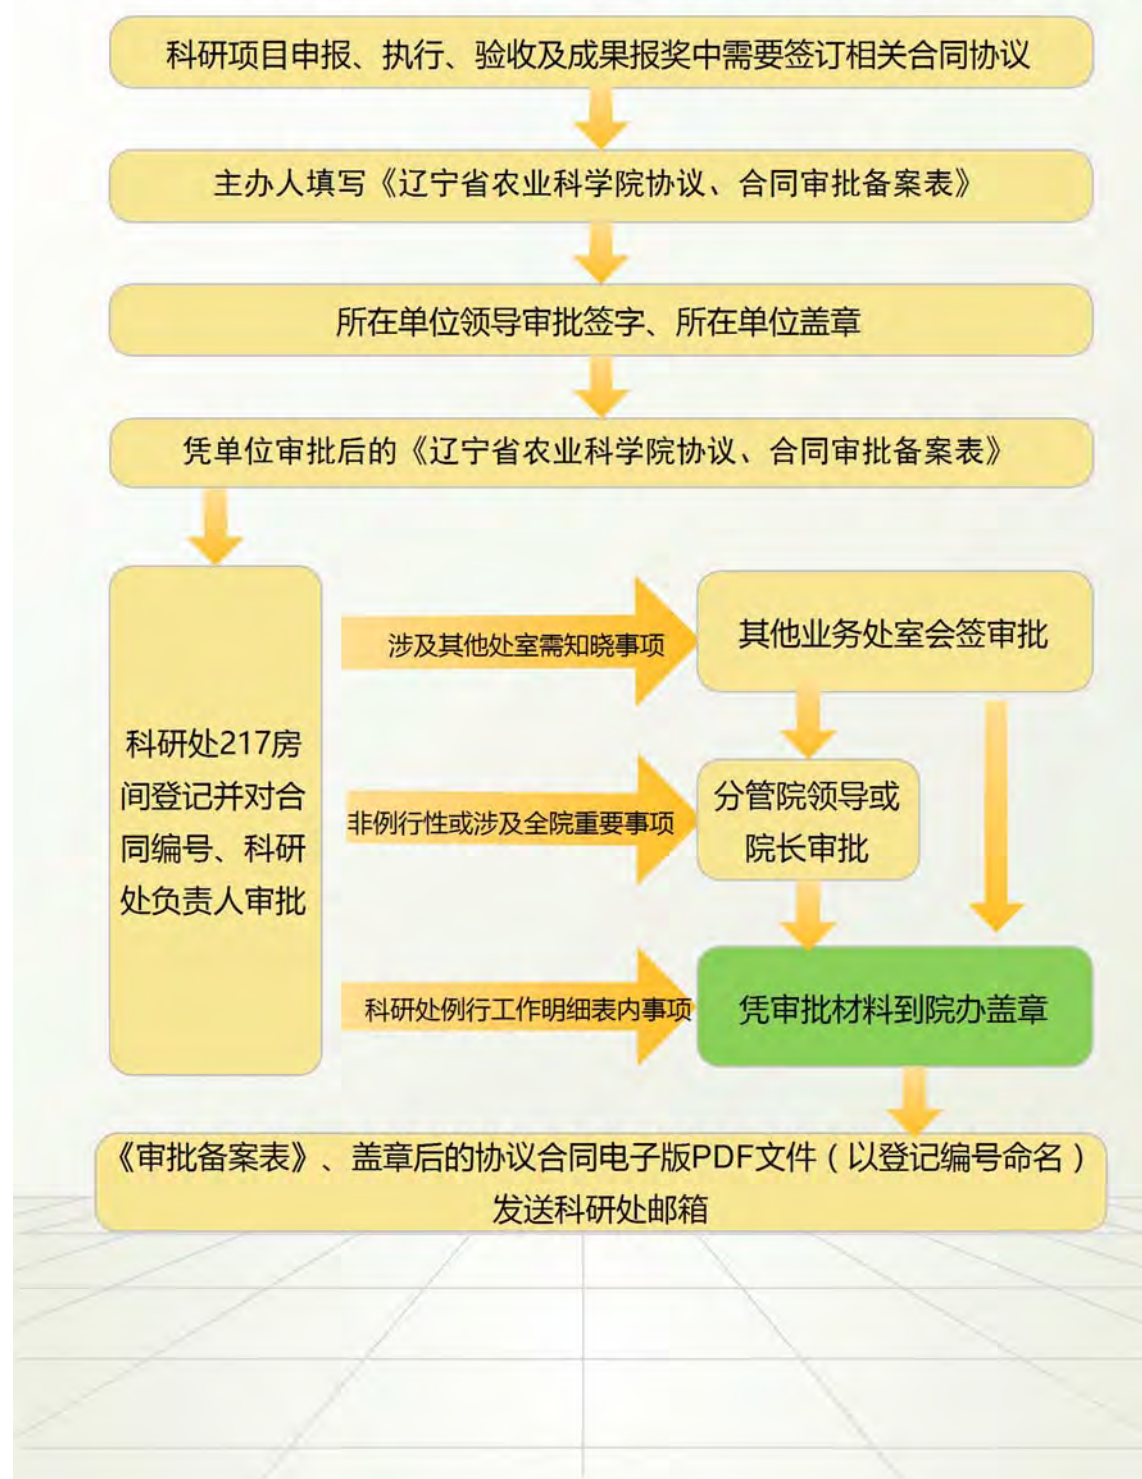 科研项目申报、执行、验收及成果报奖中需要签订相关合同协议
主办人填写《辽宁省农业科学院协议、合同审批备案表》
所在单位领导审批签字、所在单位盖章
凭单位审批后的《辽宁省农业科学院协议、合同审批备案表》
科研处217房
间登记并对合
同编号、科研
处负责人审批
涉及其他处室需知晓事项
其他业务处室会签审批
非例行性或涉及全院重要事项
分管院领导或
院长审批
科研处例行工作明细表内事项
凭审批材料到院办盖章
《审批备案表》、盖章后的协议合同电子版PDF文件（以登记编号命名）
发送科研处邮箱